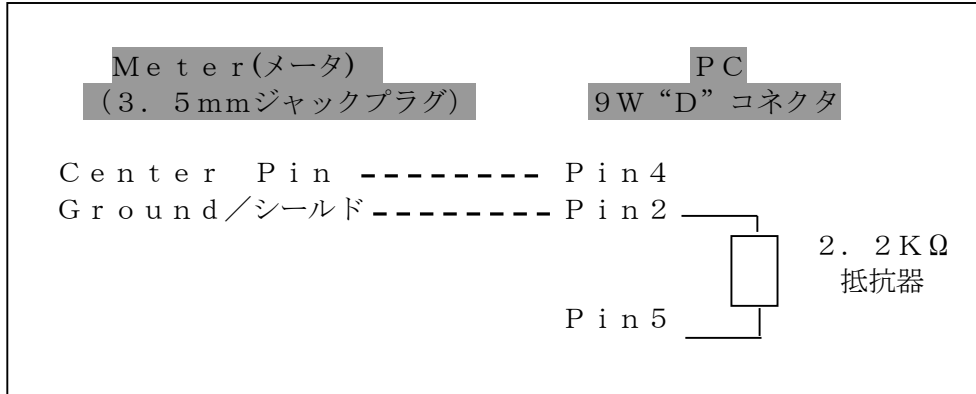 Ｍｅｔｅｒ(メータ) ＰＣ
（３．５ｍｍジャックプラグ） ９Ｗ“Ｄ”コネクタ
Ｃｅｎｔｅｒ Ｐｉｎ -------- Ｐｉｎ４
Ｇｒｏｕｎｄ／シールド -------- Ｐｉｎ２
２．２ＫΩ
抵抗器
Ｐｉｎ５